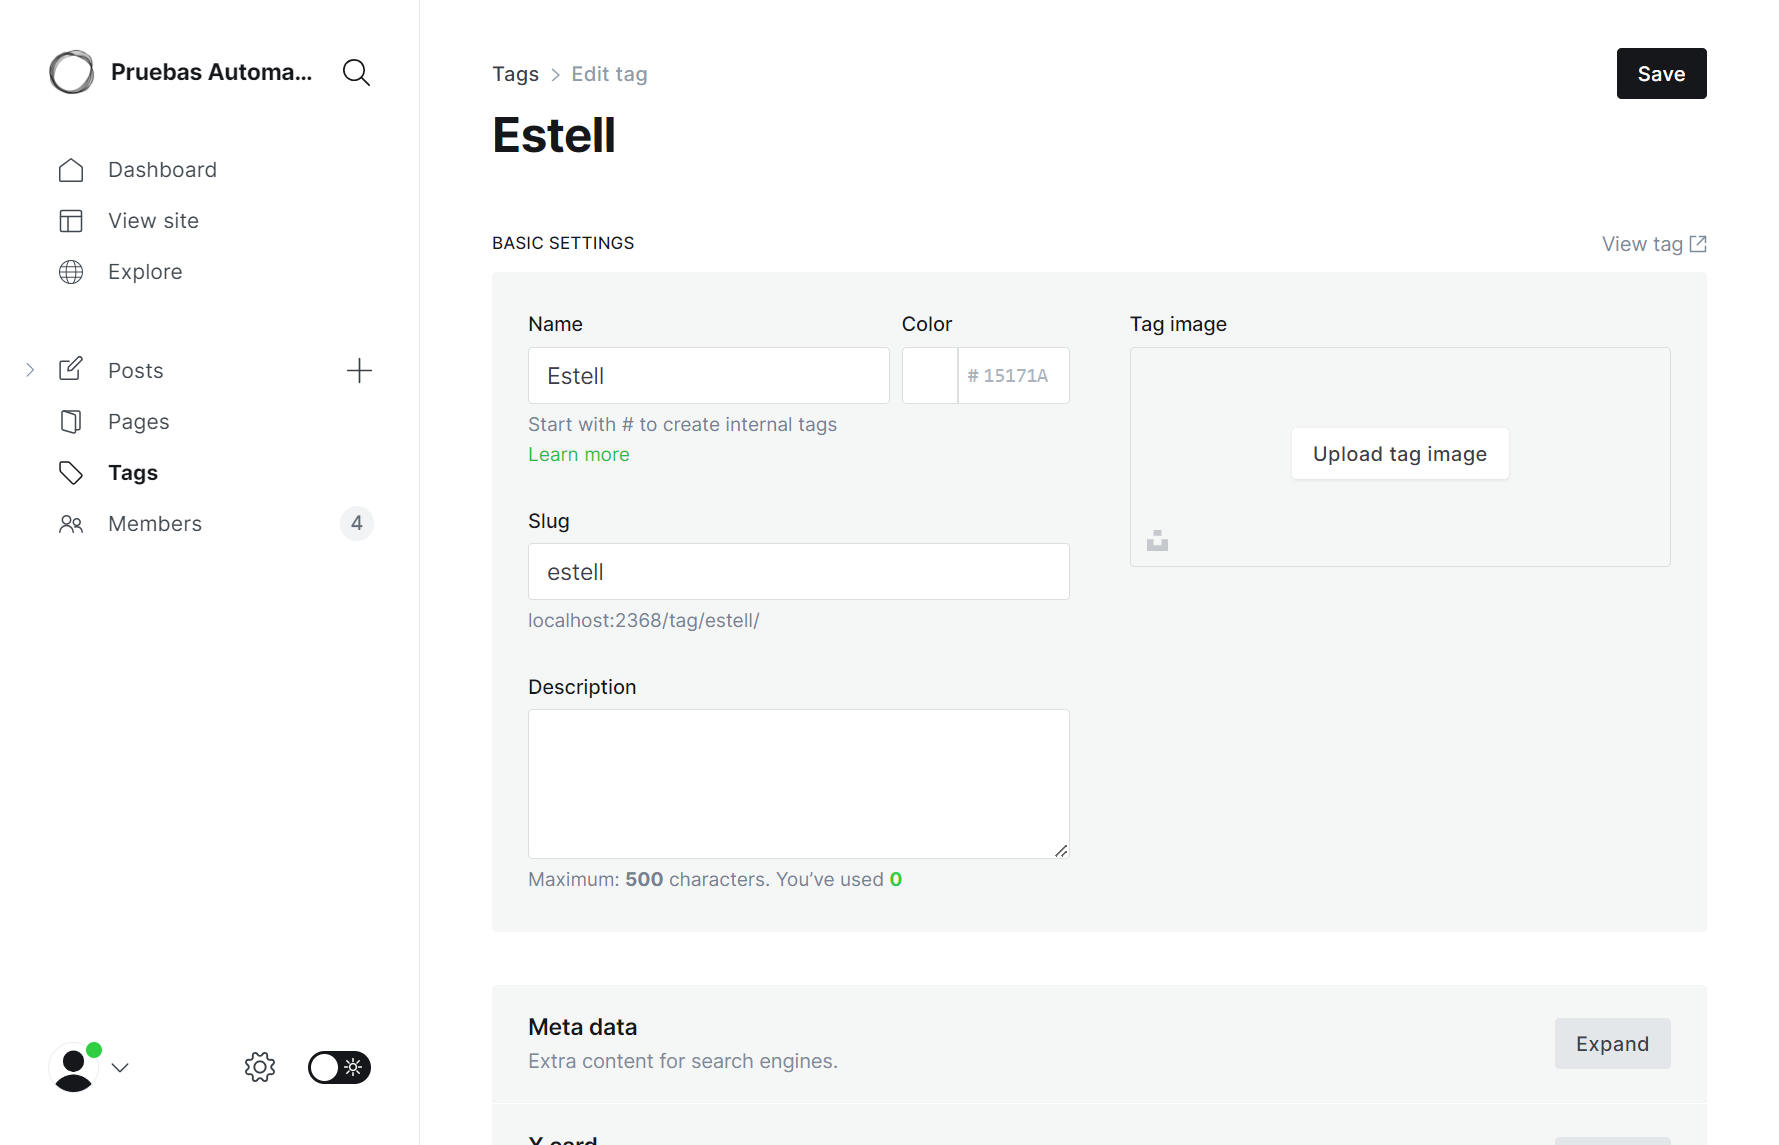 Pruebas Automa...
Dashboard
View site
Explore
Posts
Pages
Tags
Members 4
Tags > Edit tag
Save
Estell
BASIC SETTINGS
View tag
Name
Color
Tag image
Estell
# 15171A
Start with # to create internal tags
Learn more
Upload tag image
Slug
estell
localhost:2368/tag/estell/
Description
Maximum: 500 characters. You’ve used 0
Meta data
Extra content for search engines.
Expand
X card